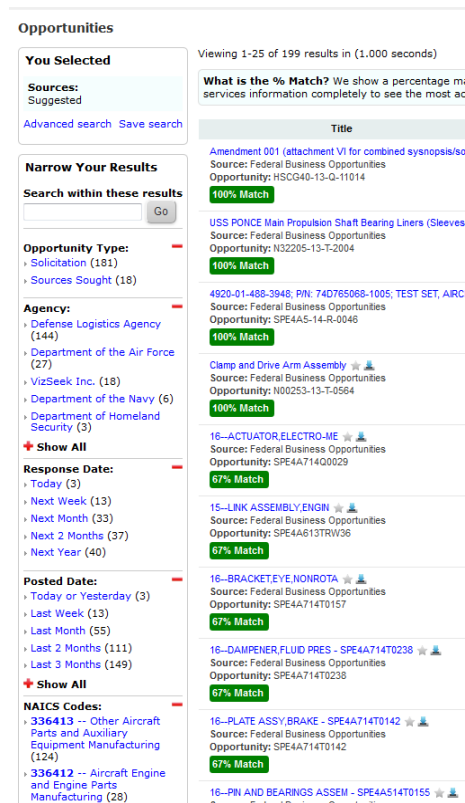 Opportunities
You Selected
Sources:
Suggested
Advanced search Save search
Narrow Your Results
Search within these results
Go
Opportunity Type:
Solicitation (181)
Sources Sought (18)
Agency:
Defense Logistics Agency
(144)
Department of the Air Force
(27)
VizSeek Inc. (18)
Department of the Navy (6)
Department of Homeland
Security (3)
Show All
Response Date:
Today (3)
Next Week (13)
Next Month (33)
Next 2 Months (37)
Next Year (40)
Posted Date:
Today or Yesterday (3)
Last Week (13)
Last Month (55)
Last 2 Months (111)
Last 3 Months (149)
Show All
NAICS Codes:
336413 -- Other Aircraft
Parts and Auxiliary
Equipment Manufacturing
(124)
336412 -- Aircraft Engine
and Engine Parts
Manufacturing (28)
Viewing 1-25 of 199 results in (1.000 seconds)
What is the % Match? We show a percentage ma
services information completely to see the most ac
Title
Amendment 001 (attachment VI for combined sysnopsis/so
Source: Federal Business Opportunities
Opportunity: HSCG40-13-Q-11014
100% Match
USS PONCE Main Propulsion Shaft Bearing Liners (Sleeves
Source: Federal Business Opportunities
Opportunity: N32205-13-T-2004
100% Match
4920-01-488-3948; P/N: 74D765068-1005; TEST SET, AIRC
Source: Federal Business Opportunities
Opportunity: SPE4A5-14-R-0046
100% Match
Clamp and Drive Arm Assembly
Source: Federal Business Opportunities
Opportunity: N00253-13-T-0564
100% Match
16--ACTUATOR,ELECTRO-ME
Source: Federal Business Opportunities
Opportunity: SPE4A714Q0029
67% Match
15--LINK ASSEMBLY,ENGIN
Source: Federal Business Opportunities
Opportunity: SPE4A613TRW36
67% Match
16--BRACKET,EYE,NONROTA
Source: Federal Business Opportunities
Opportunity: SPE4A714T0157
67% Match
16--DAMPENER,FLUID PRES - SPE4A714T0238
Source: Federal Business Opportunities
Opportunity: SPE4A714T0238
67% Match
16--PLATE ASSY,BRAKE - SPE4A714T0142
Source: Federal Business Opportunities
Opportunity: SPE4A714T0142
67% Match
16--PIN AND BEARINGS ASSEM - SPE4A514T0155